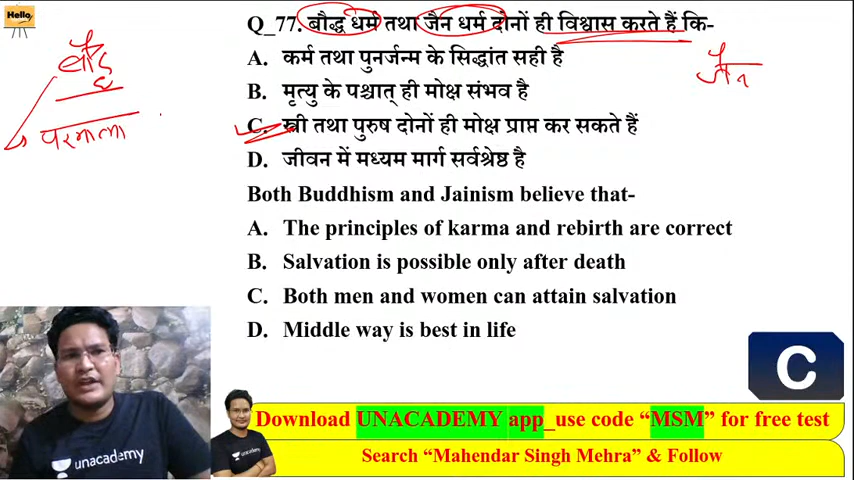 Hello
Q_77. बौद्ध धर्म तथा जैन धर्म दोनों ही विश्वास करते हैं कि-
A. कर्म तथा पुनर्जन्म के सिद्धांत सही है
B. मृत्यु के पश्चात् ही मोक्ष संभव है
C. स्त्री तथा पुरुष दोनों ही मोक्ष प्राप्त कर सकते हैं
D. जीवन में मध्यम मार्ग सर्वश्रेष्ठ है
Both Buddhism and Jainism believe that-
A. The principles of karma and rebirth are correct
B. Salvation is possible only after death
C. Both men and women can attain salvation
D. Middle way is best in life
बौद्ध
जैन
C
unacademy
Download UNACADEMY app_use code “MSM” for free test
Search “Mahendar Singh Mehra” & Follow